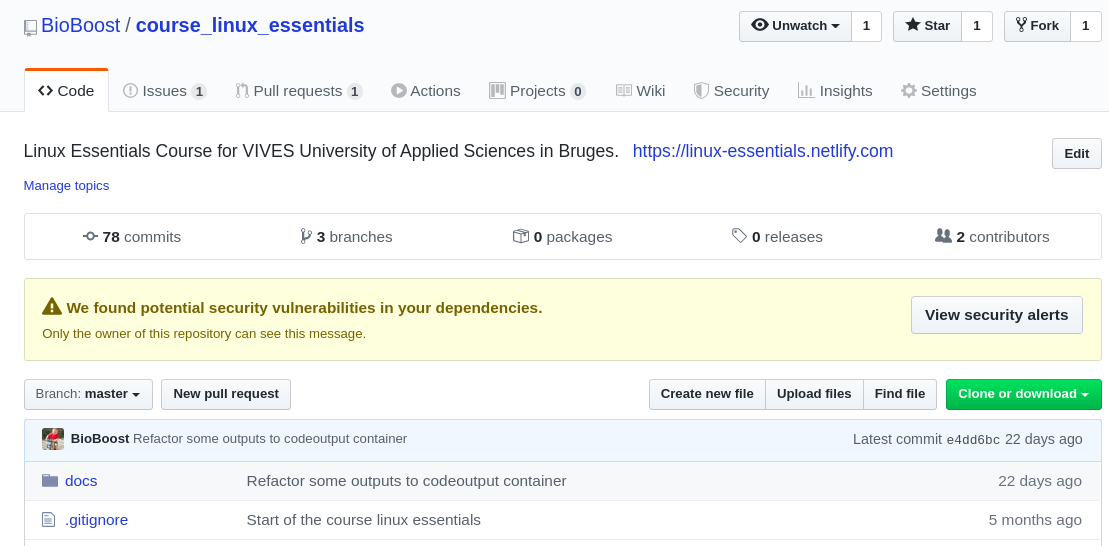 BioBoost / course_linux_essentials Unwatch 1 Star 1 Fork 1
Code Issues 1 Pull requests 1 Actions Projects 0 Wiki Security Insights Settings
Linux Essentials Course for VIVES University of Applied Sciences in Bruges. https://linux-essentials.netlify.com Edit
Manage topics
78 commits 3 branches 0 packages 0 releases 2 contributors
We found potential security vulnerabilities in your dependencies.
Only the owner of this repository can see this message.
View security alerts
Branch: master New pull request Create new file Upload files Find file Clone or download
BioBoost Refactor some outputs to codeoutput container Latest commit e4dd6bc 22 days ago
docs Refactor some outputs to codeoutput container 22 days ago
.gitignore Start of the course linux essentials 5 months ago